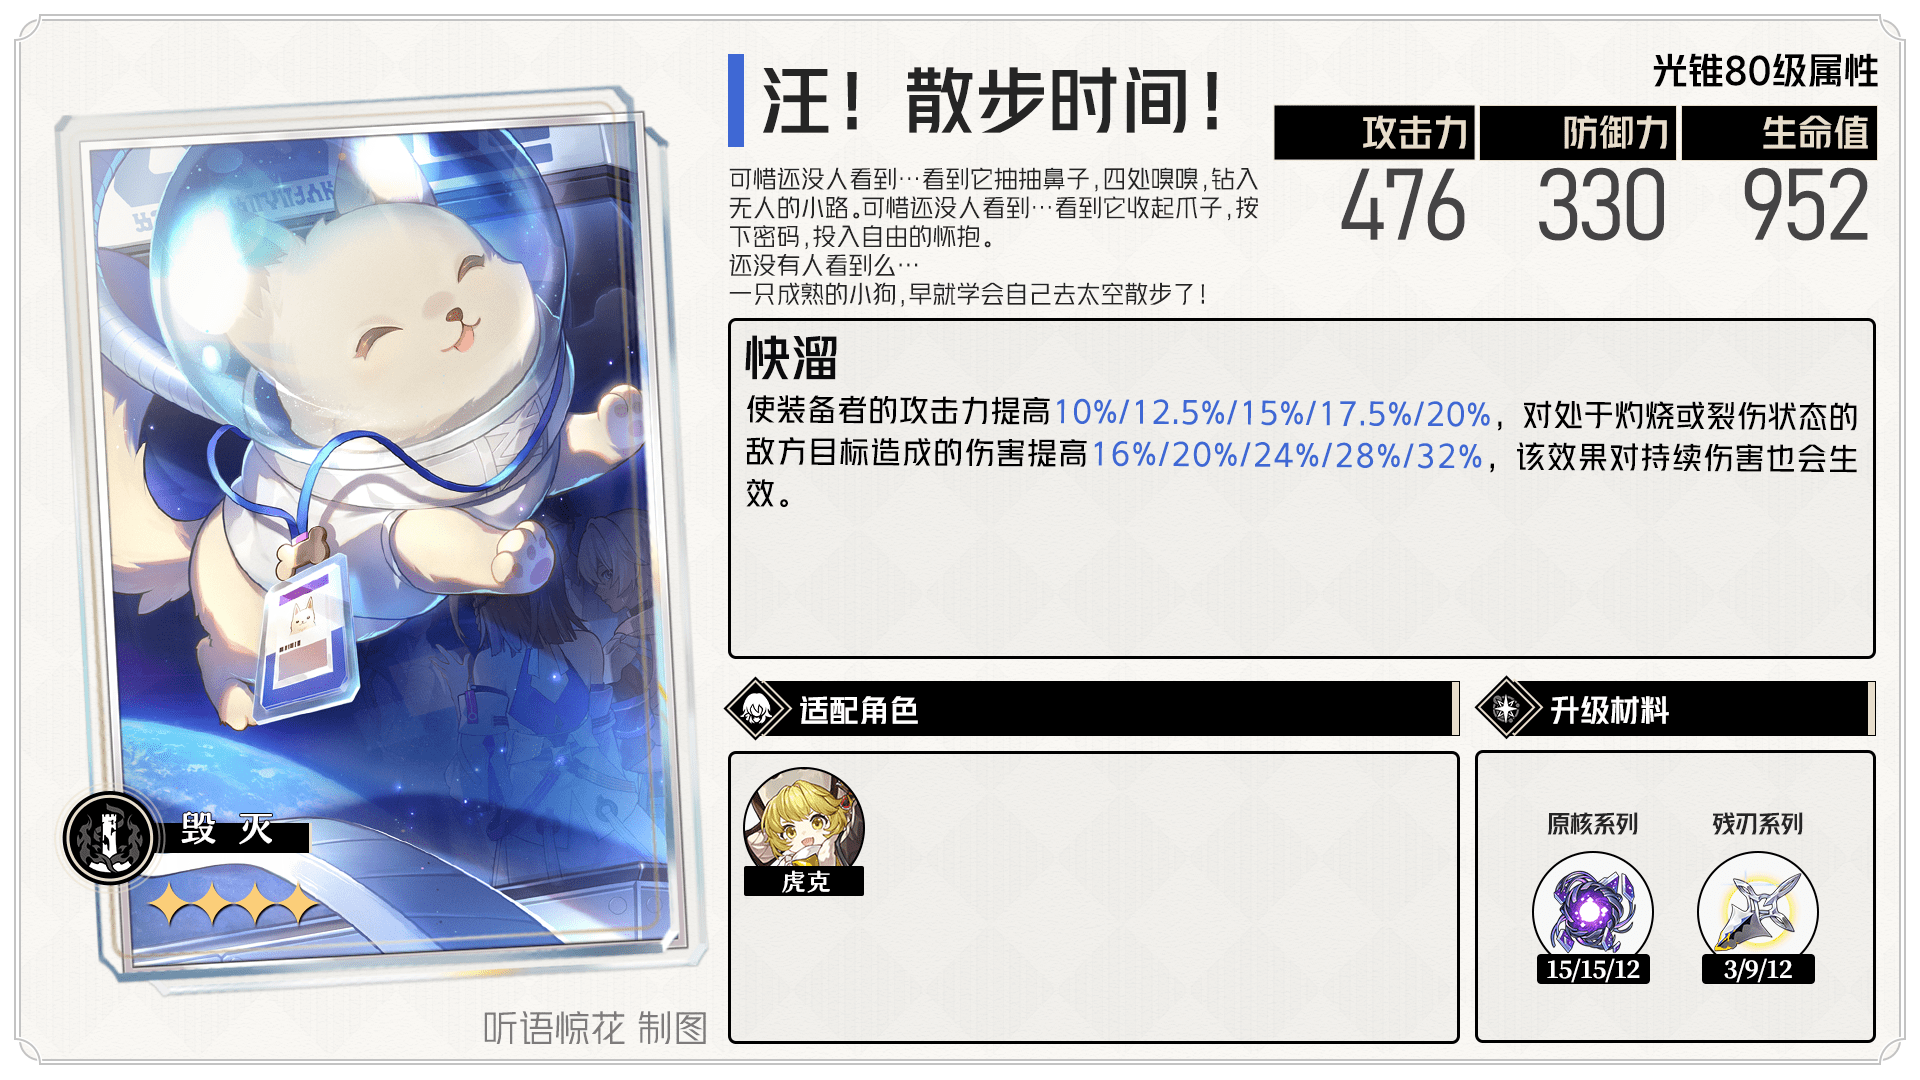 汪！散步时间！
可惜还没人看到…看到它抽抽鼻子,四处嗅嗅,钻入
无人的小路。可惜还没人看到…看到它收起爪子,按
下密码,投入自由的怀抱。
还没有人看到么…
一只成熟的小狗,早就学会自己去太空散步了！
光锥80级属性
攻击力 防御力 生命值
476 330 952
快溜
使装备者的攻击力提高10%/12.5%/15%/17.5%/20%，对处于灼烧或裂伤状态的
敌方目标造成的伤害提高16%/20%/24%/28%/32%，该效果对持续伤害也会生
效。
毁灭
适配角色
虎克
升级材料
原核系列 残刃系列
15/15/12 3/9/12
听语惊花 制图